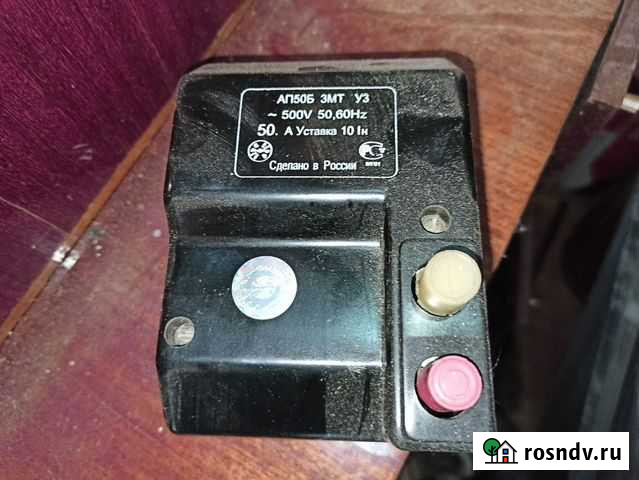 АП50Б 3МТ У3
~ 500V 50,60Hz
50. А Уставка 10 Iн
Сделано в России
rosndv.ru